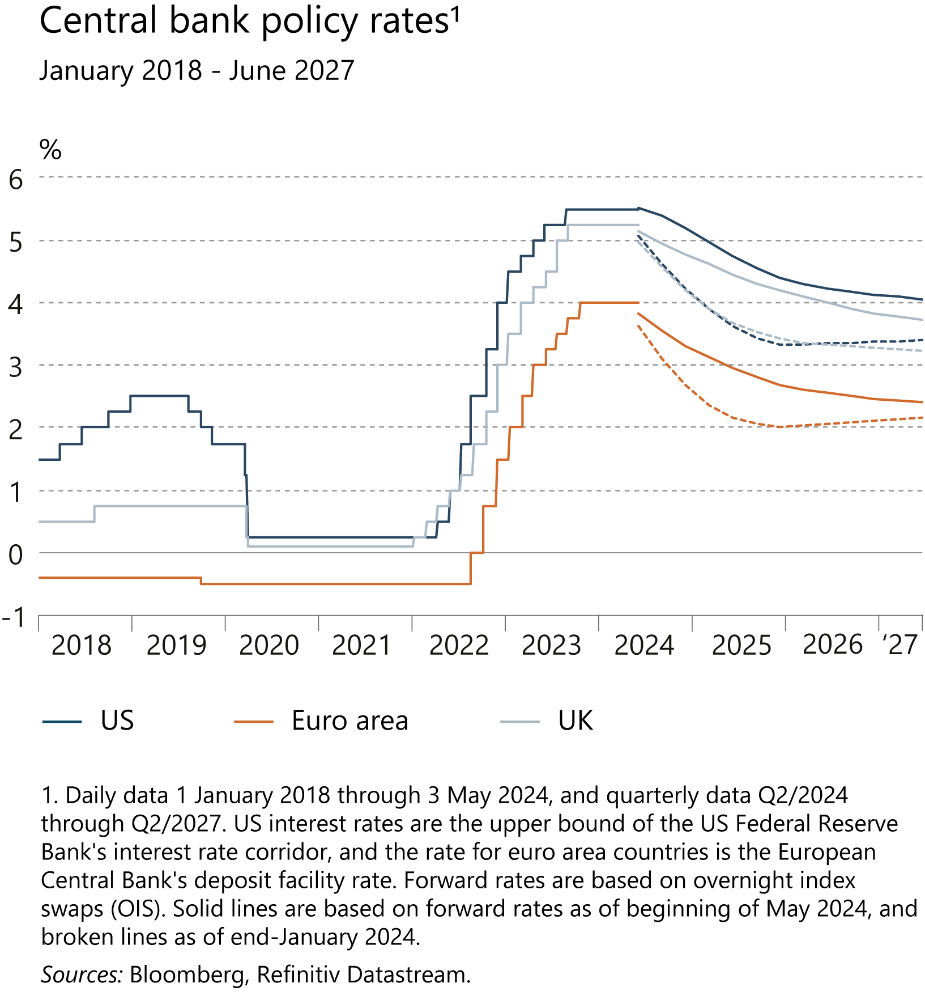 Central bank policy rates¹
January 2018 - June 2027
%
6
5
4
3
2
1
0
-1
2018 2019 2020 2021 2022 2023 2024 2025 2026 ‘27
US Euro area UK
1. Daily data 1 January 2018 through 3 May 2024, and quarterly data Q2/2024
through Q2/2027. US interest rates are the upper bound of the US Federal Reserve
Bank's interest rate corridor, and the rate for euro area countries is the European
Central Bank's deposit facility rate. Forward rates are based on overnight index
swaps (OIS). Solid lines are based on forward rates as of beginning of May 2024, and
broken lines as of end-January 2024.
Sources: Bloomberg, Refinitiv Datastream.